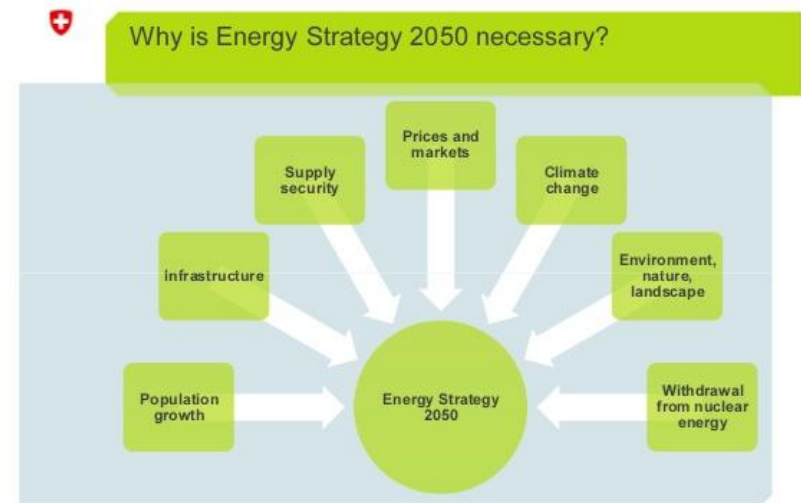 Why is Energy Strategy 2050 necessary?
Prices and
markets
Supply
security
Climate
change
infrastructure
Environment,
nature,
landscape
Population
growth
Energy Strategy
2050
Withdrawal
from nuclear
energy